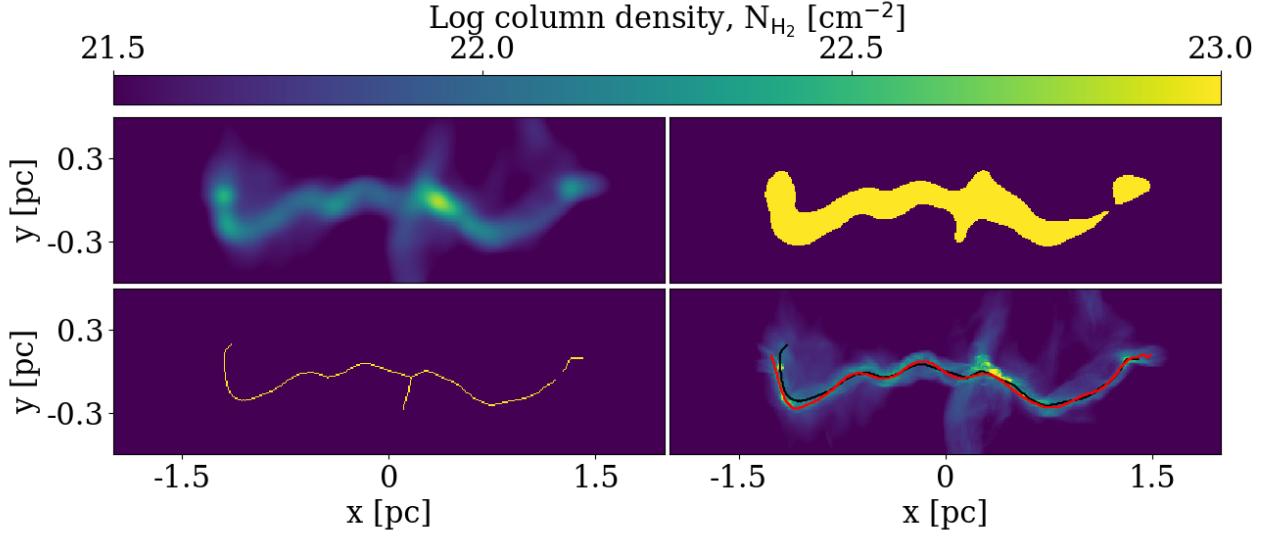 Log column density, N_H₂ [cm⁻²]
21.5 22.0 22.5 23.0
0.3
-0.3
y [pc]
0.3
-0.3
y [pc]
-1.5 0 1.5 -1.5 0 1.5
x [pc] x [pc]